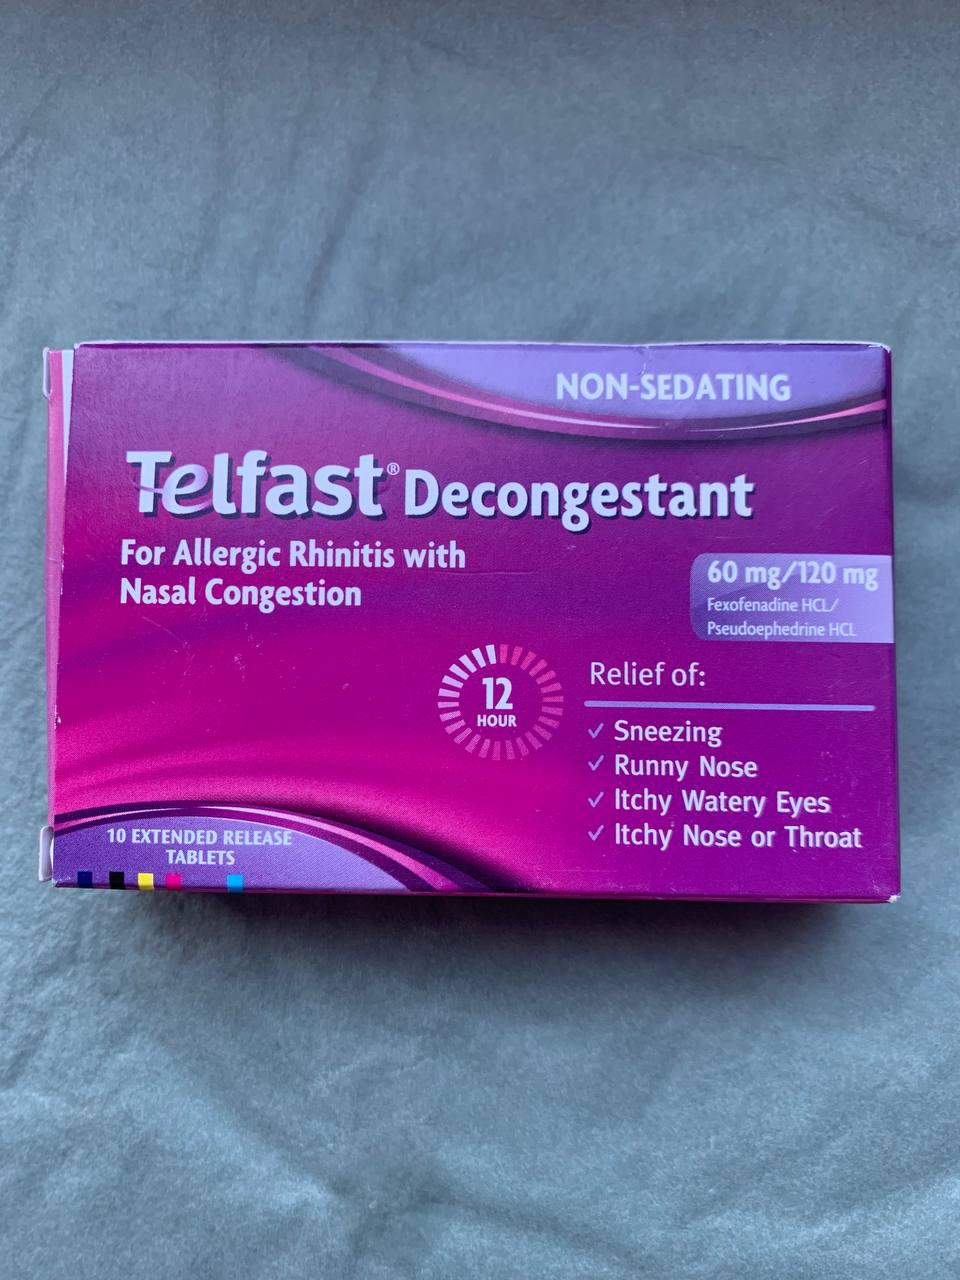 NON-SEDATING
Telfast® Decongestant
For Allergic Rhinitis with
Nasal Congestion
60 mg/120 mg
Fexofenadine HCL/
Pseudoephedrine HCL
12
HOUR
Relief of:
✓ Sneezing
✓ Runny Nose
✓ Itchy Watery Eyes
✓ Itchy Nose or Throat
10 EXTENDED RELEASE
TABLETS